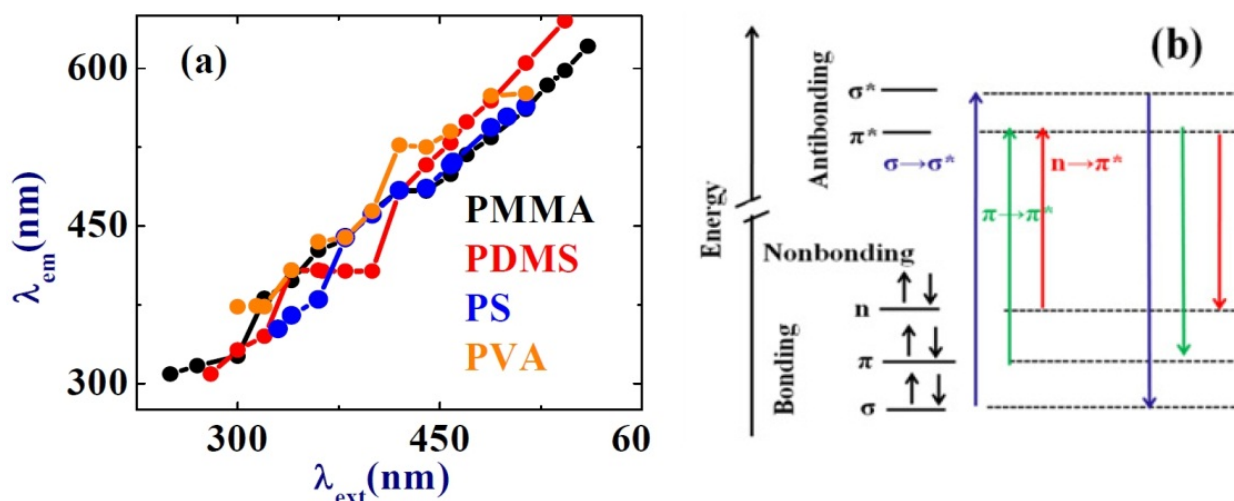 (a)
600
450
300
λem(nm)
PMMA
PDMS
PS
PVA
300
450
60
λext(nm)
(b)
Energy
Antibonding
σ*
π*
σ→σ*
n→π*
π→π*
Nonbonding
Bonding
n
π
σ